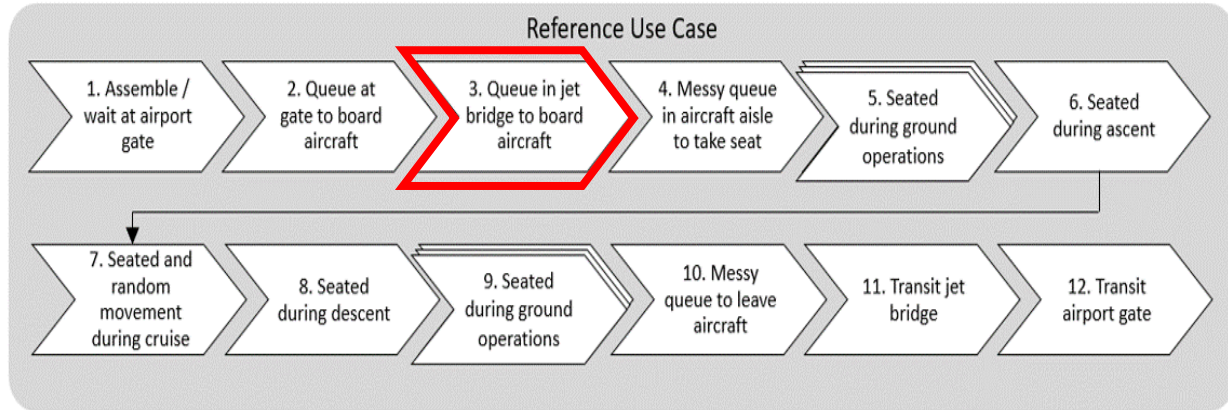 Reference Use Case
1. Assemble /
wait at airport
gate
2. Queue at
gate to board
aircraft
3. Queue in jet
bridge to board
aircraft
4. Messy queue
in aircraft aisle
to take seat
5. Seated
during ground
operations
6. Seated
during ascent
7. Seated and
random
movement
during cruise
8. Seated
during descent
9. Seated
during ground
operations
10. Messy
queue to leave
aircraft
11. Transit jet
bridge
12. Transit
airport gate